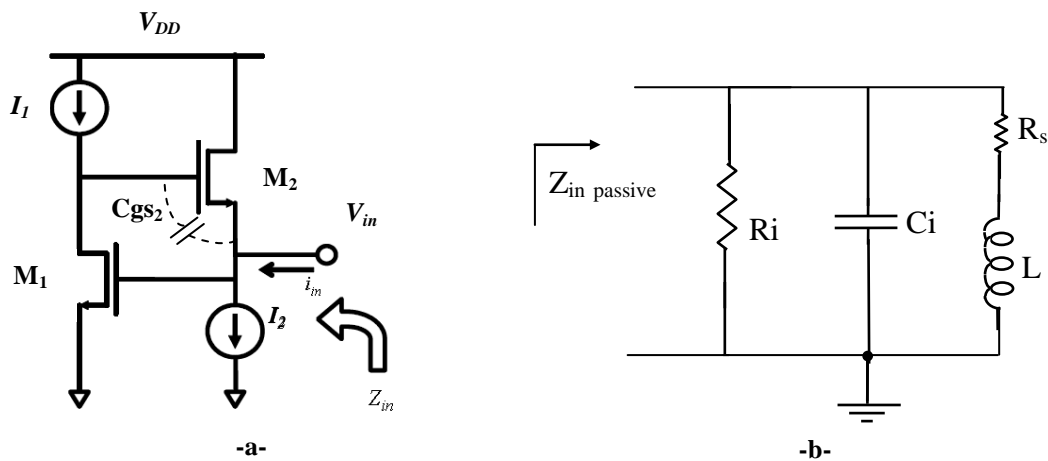 V_DD
I_1
M_2
Cgs_2
V_in
M_1
i_in
I_2
Z_in
-a-
R_s
Z_in passive
Ri
Ci
L
-b-